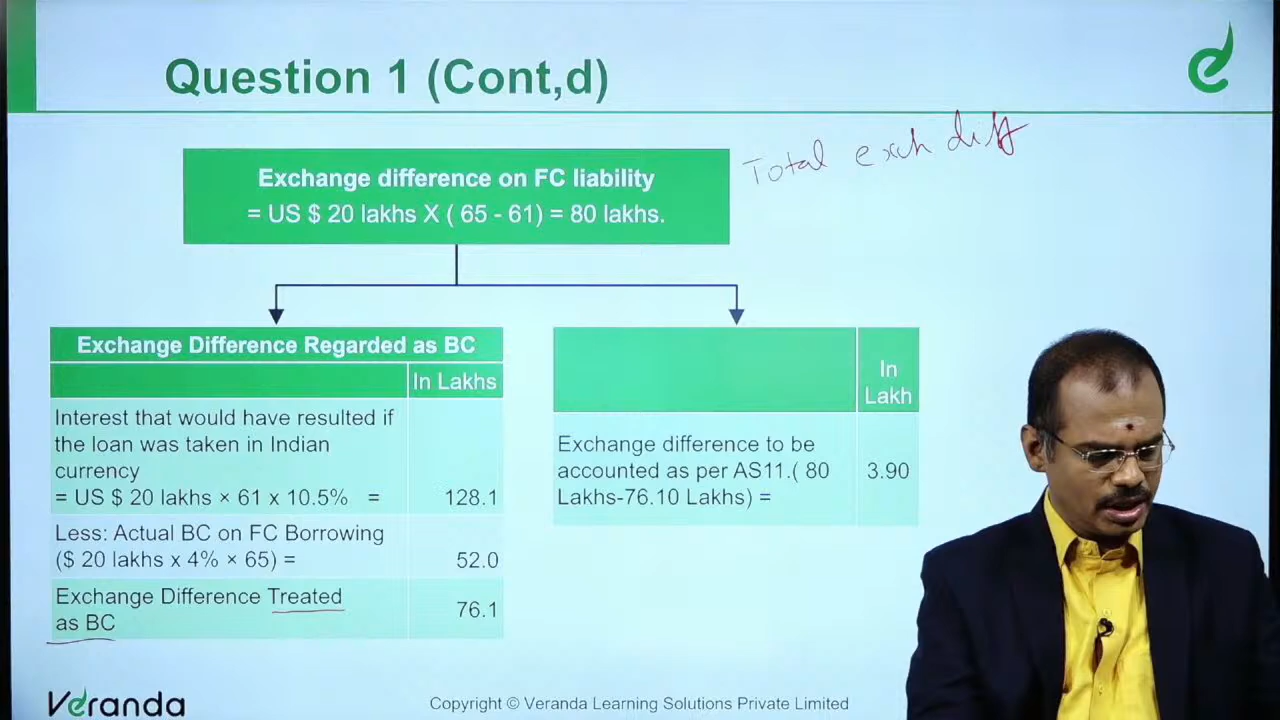 Question 1 (Cont,d)
Total exch diff
Exchange difference on FC liability
= US $ 20 lakhs X ( 65 - 61) = 80 lakhs.
Exchange Difference Regarded as BC
In Lakhs
Interest that would have resulted if
the loan was taken in Indian
currency
= US $ 20 lakhs × 61 x 10.5% = 128.1
Less: Actual BC on FC Borrowing
($ 20 lakhs x 4% × 65) = 52.0
Exchange Difference Treated
as BC 76.1
In
Lakh
Exchange difference to be
accounted as per AS11.( 80
Lakhs-76.10 Lakhs) = 3.90
Veranda
Copyright © Veranda Learning Solutions Private Limited